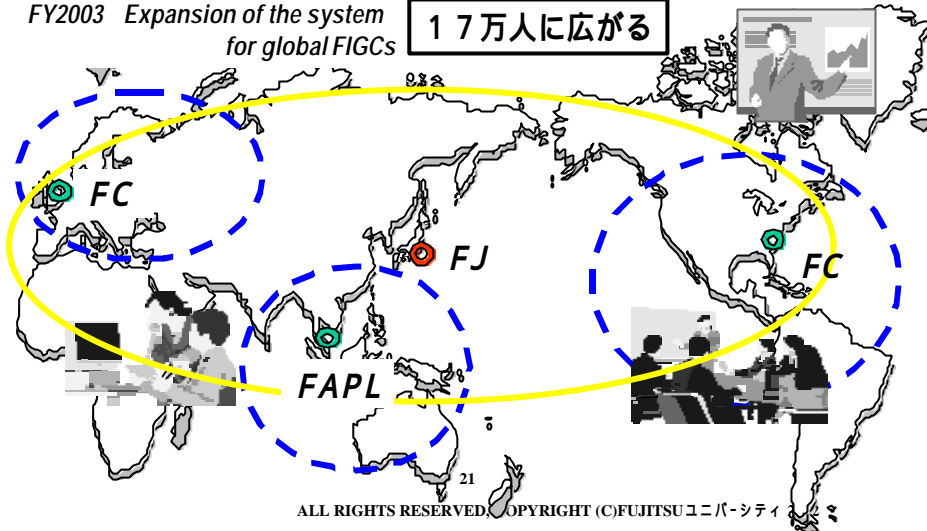 FY2003 Expansion of the system
for global FIGCs
１７万人に広がる
FC
FJ
FC
FAPL
21
ALL RIGHTS RESERVED, COPYRIGHT (C)FUJITSUユニバーシティ